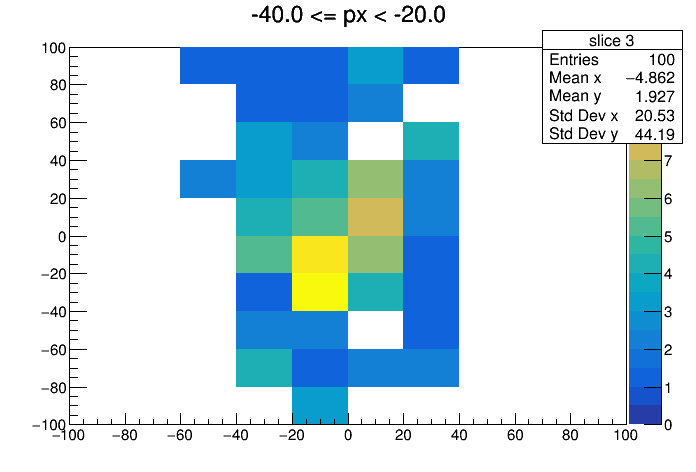 -40.0 <= px < -20.0
slice 3
Entries 100
Mean x −4.862
Mean y 1.927
Std Dev x 20.53
Std Dev y 44.19
100
80
60
40
20
0
−20
−40
−60
−80
−100
−100 −80 −60 −40 −20 0 20 40 60 80 100
7
6
5
4
3
2
1
0